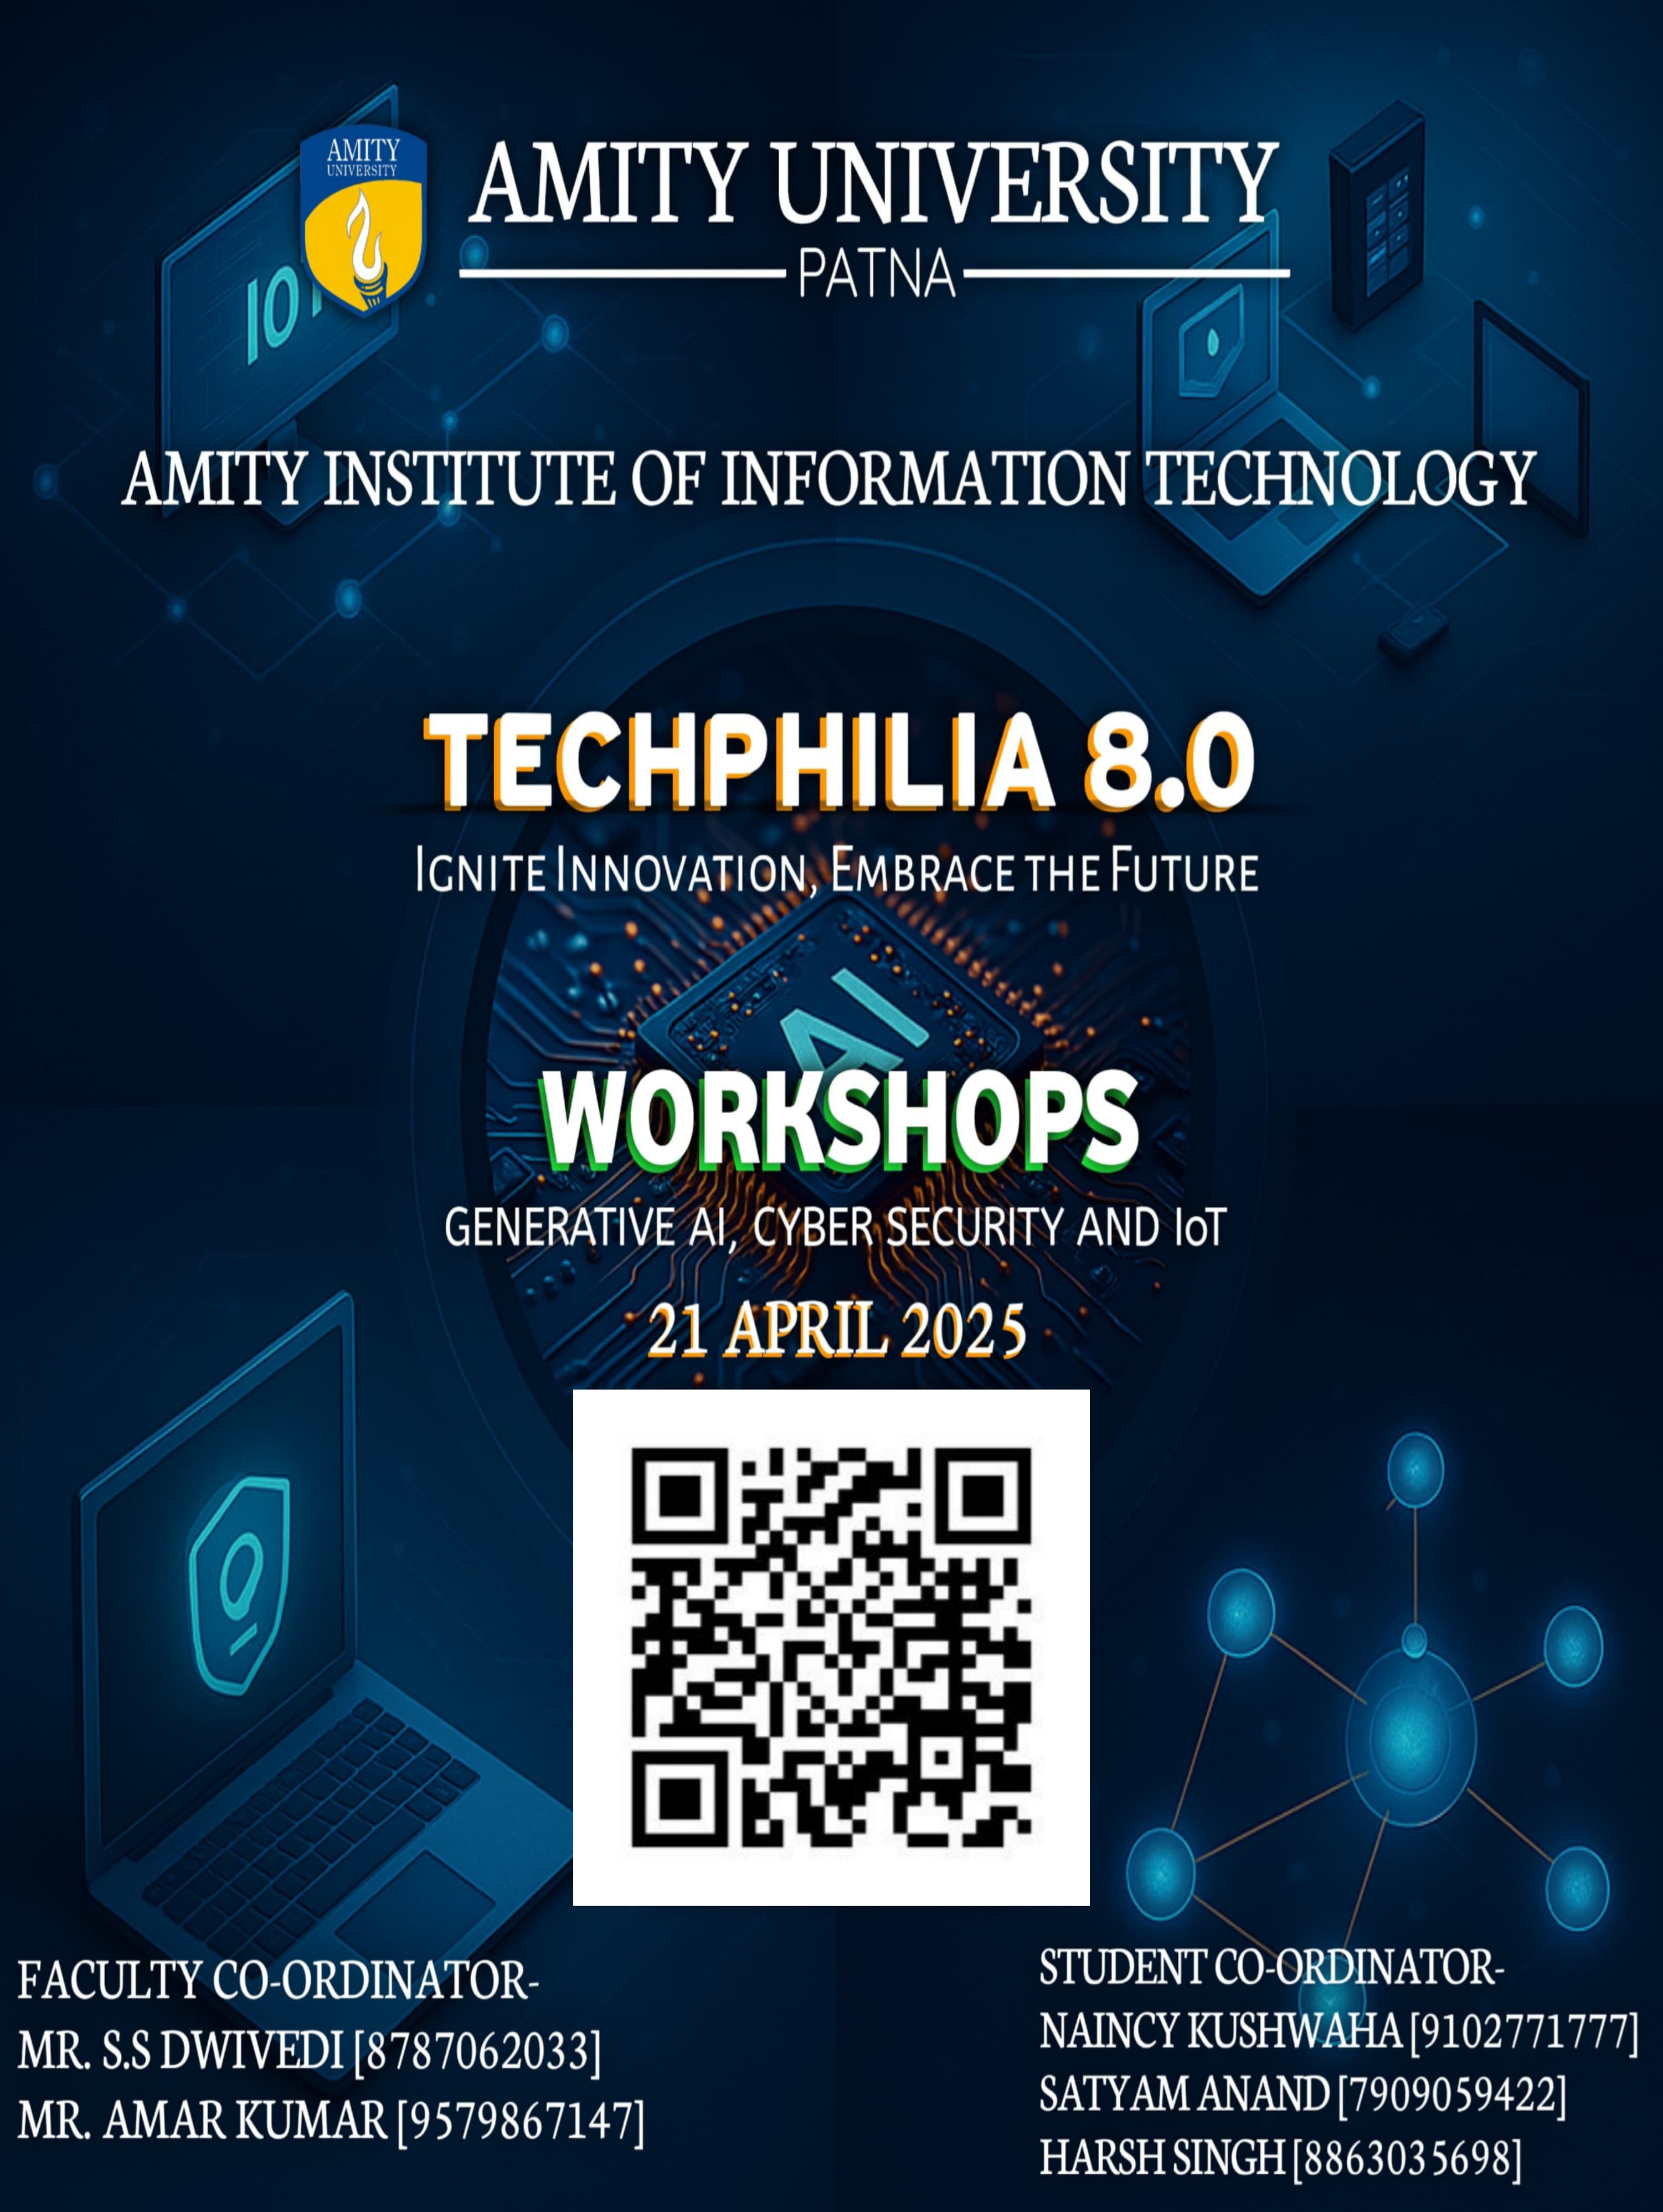 AMITY
UNIVERSITY
AMITY UNIVERSITY
PATNA
IO
AMITY INSTITUTE OF INFORMATION TECHNOLOGY
TECHPHILIA 8.0
IGNITE INNOVATION, EMBRACE THE FUTURE
AI
WORKSHOPS
GENERATIVE AI, CYBER SECURITY AND IoT
21 APRIL 2025
FACULTY CO-ORDINATOR-
MR. S.S DWIVEDI [8787062033]
MR. AMAR KUMAR [9579867147]
STUDENT CO-ORDINATOR-
NAINCY KUSHWAHA [9102771777]
SATYAM ANAND [7909059422]
HARSH SINGH [8863035698]